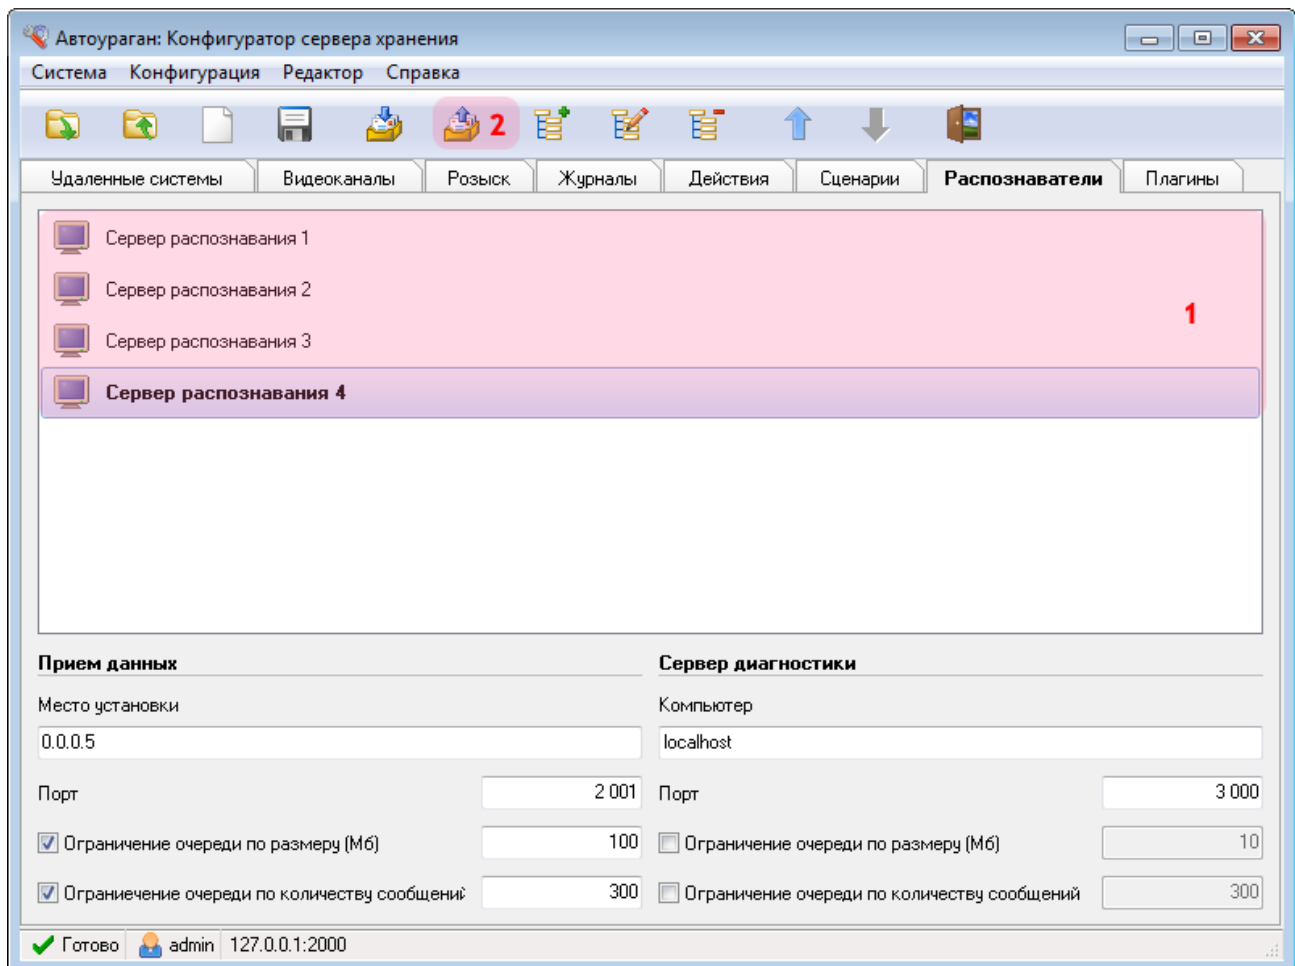 Автоураган: Конфигуратор сервера хранения
Система Конфигурация Редактор Справка
2
Удаленные системы Видеоканалы Розыск Журналы Действия Сценарии Распознаватели Плагины
Сервер распознавания 1
Сервер распознавания 2
1
Сервер распознавания 3
Сервер распознавания 4
Прием данных Сервер диагностики
Место установки Компьютер
0.0.0.5 localhost
Порт 2 001 Порт 3 000
Ограничение очереди по размеру (Мб) 100 Ограничение очереди по размеру (Мб) 10
Ограниечение очереди по количеству сообщений 300 Ограничение очереди по количеству сообщений 300
Готово admin 127.0.0.1:2000